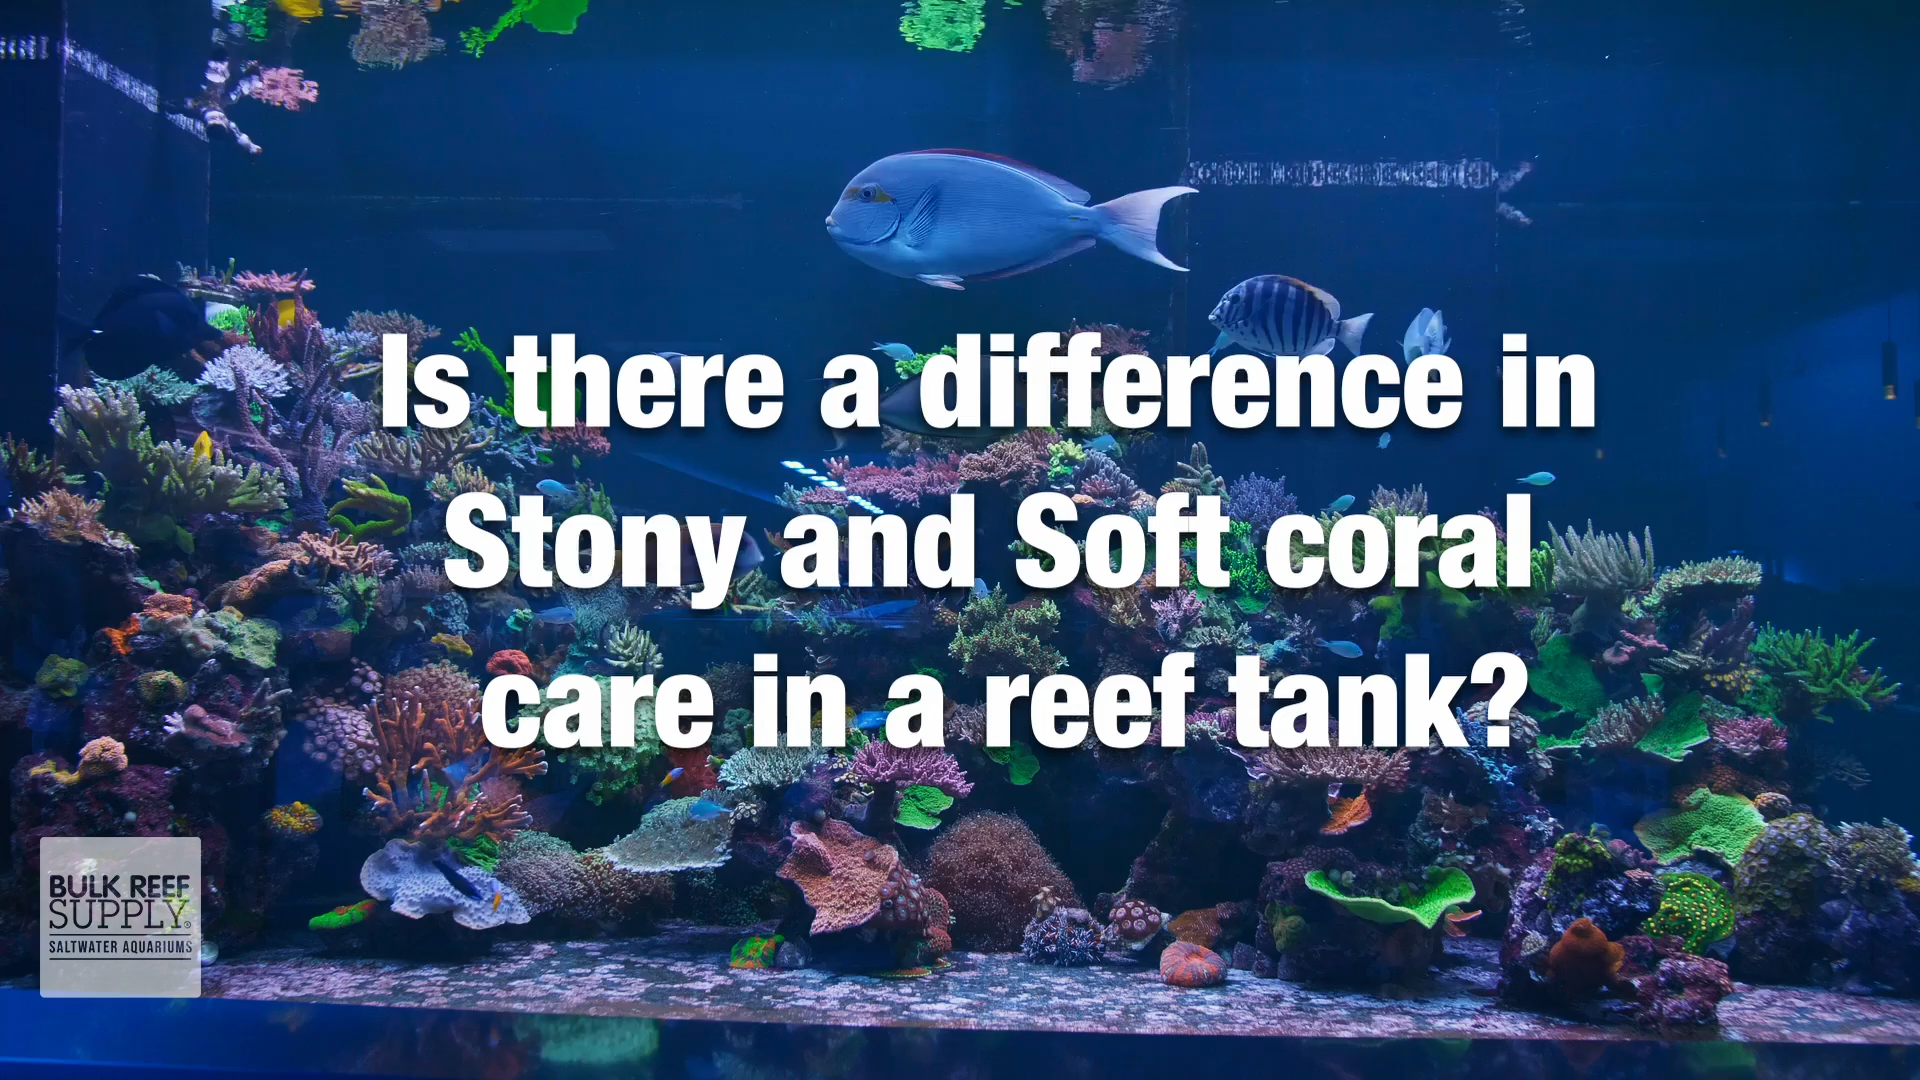 Is there a difference in
Stony and Soft coral
care in a reef tank?
BULK REEF
SUPPLY®
SALTWATER AQUARIUMS